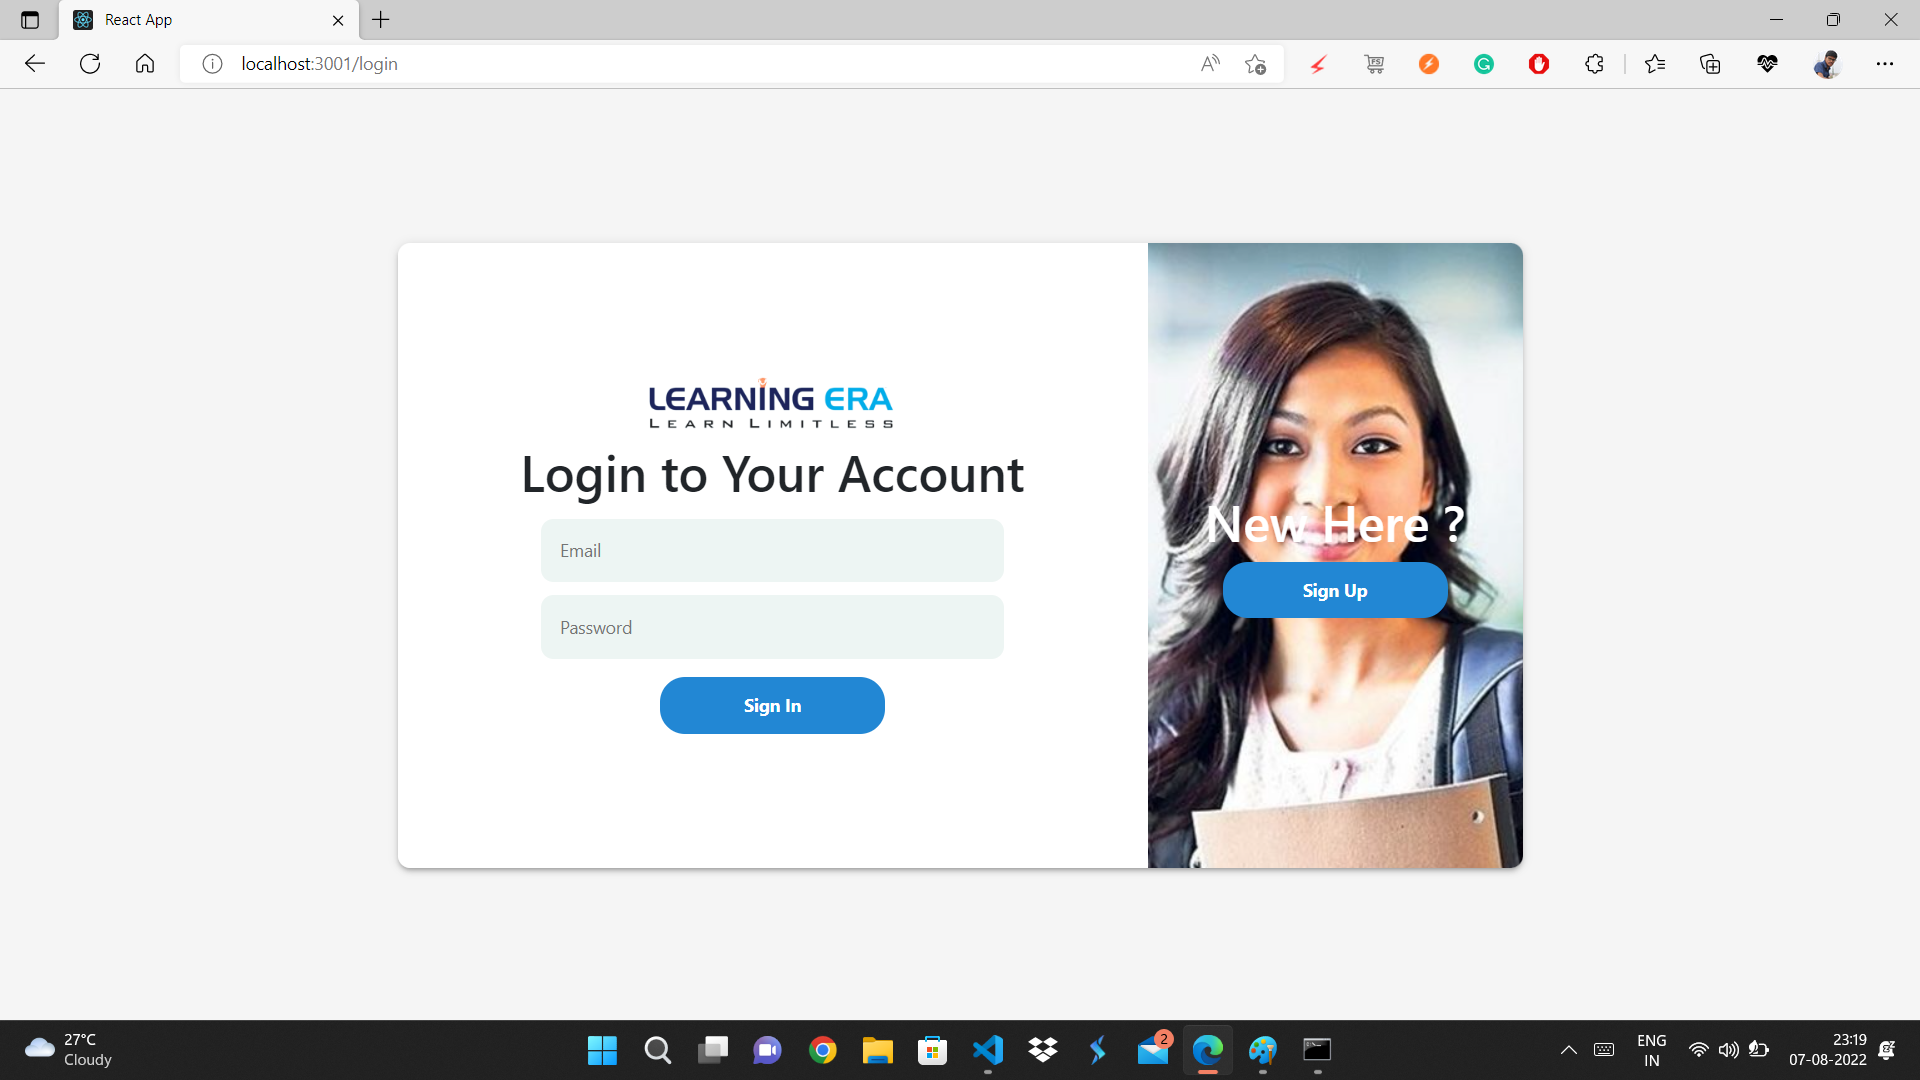 React App
localhost:3001/login
LEARNING ERA
LEARN LIMITLESS
Login to Your Account
Email
Password
Sign In
New Here ?
Sign Up
27°C
Cloudy
2
ENG
IN
23:19
07-08-2022